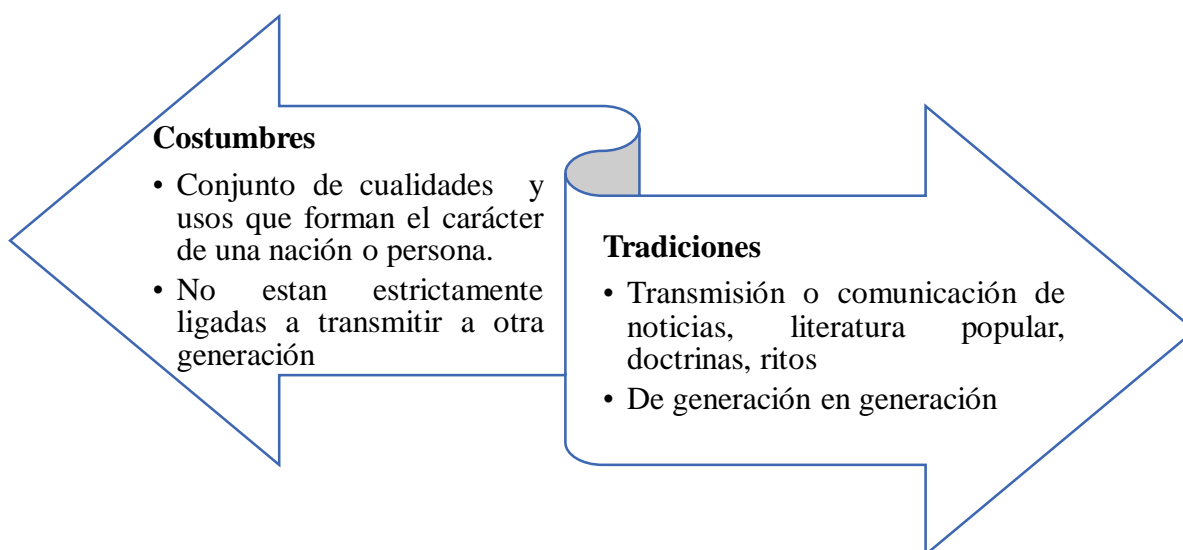 Costumbres
• Conjunto de cualidades y
usos que forman el carácter
de una nación o persona.
• No estan estrictamente
ligadas a transmitir a otra
generación
Tradiciones
• Transmisión o comunicación de
noticias, literatura popular,
doctrinas, ritos
• De generación en generación